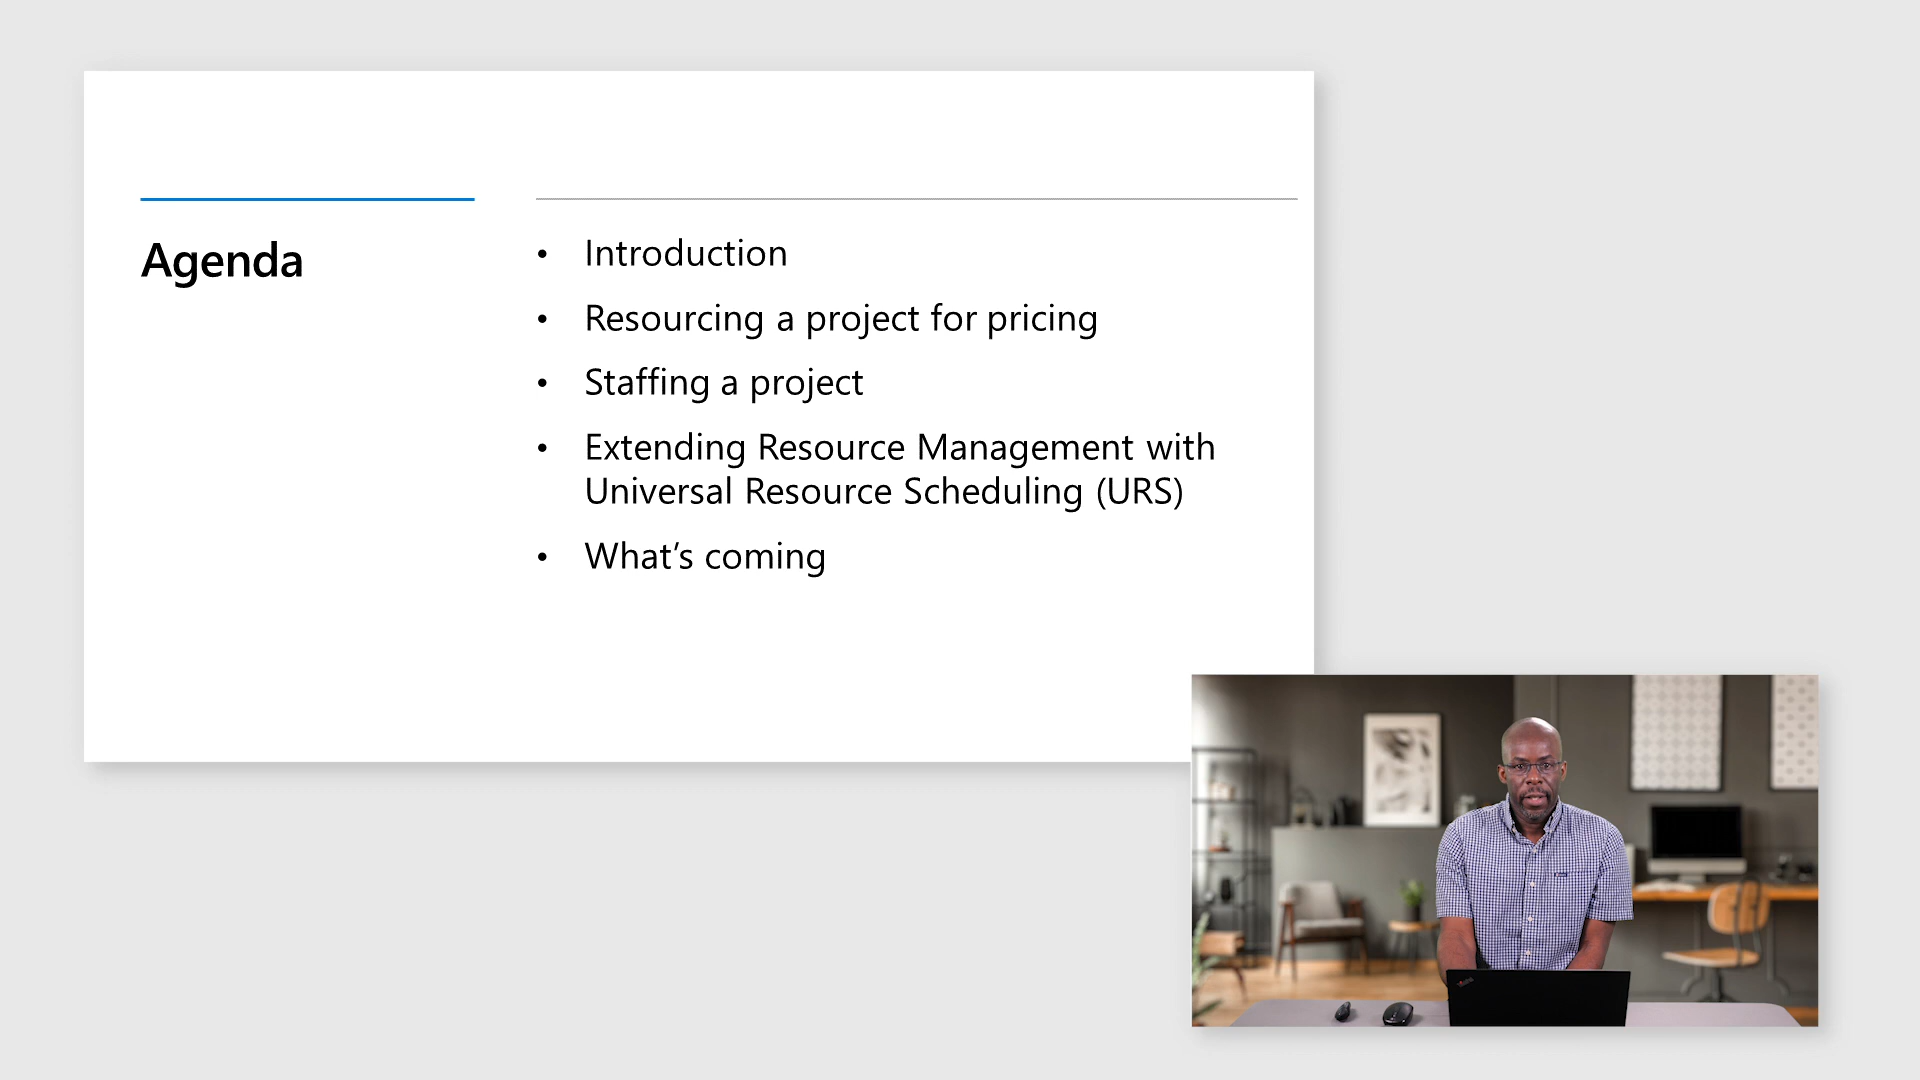 Agenda
• Introduction
• Resourcing a project for pricing
• Staffing a project
• Extending Resource Management with
Universal Resource Scheduling (URS)
• What’s coming